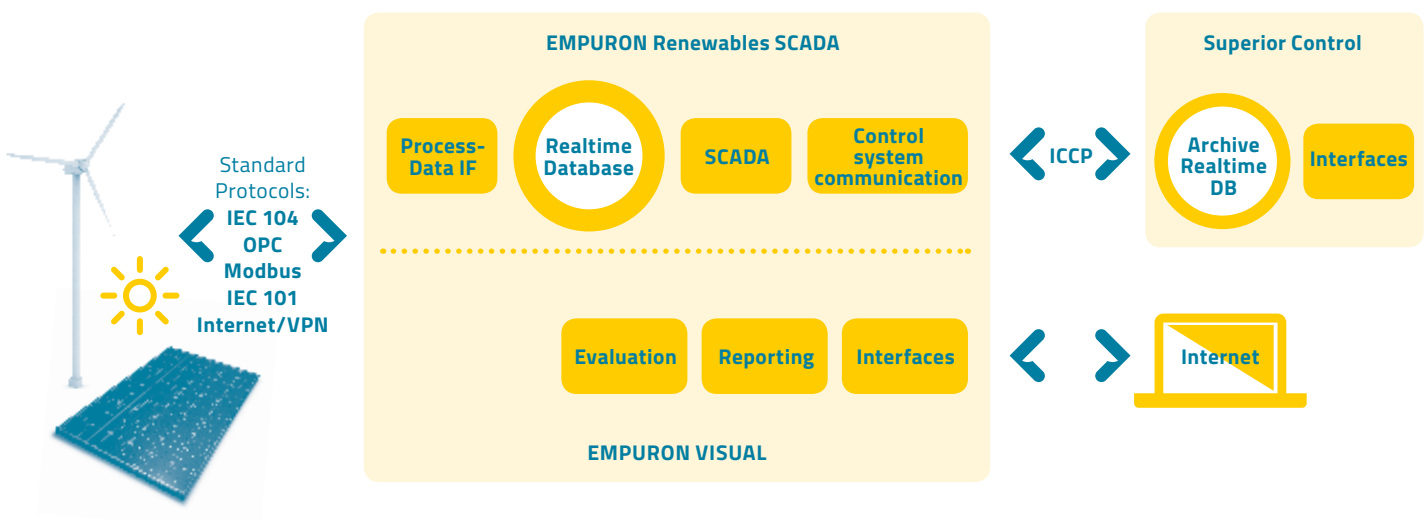 Standard
Protocols:
IEC 104
OPC
Modbus
IEC 101
Internet/VPN
EMPURON Renewables SCADA
Process-
Data IF
Realtime
Database
SCADA
Control
system
communication
Evaluation
Reporting
Interfaces
EMPURON VISUAL
ICCP
Superior Control
Archive
Realtime
DB
Interfaces
Internet